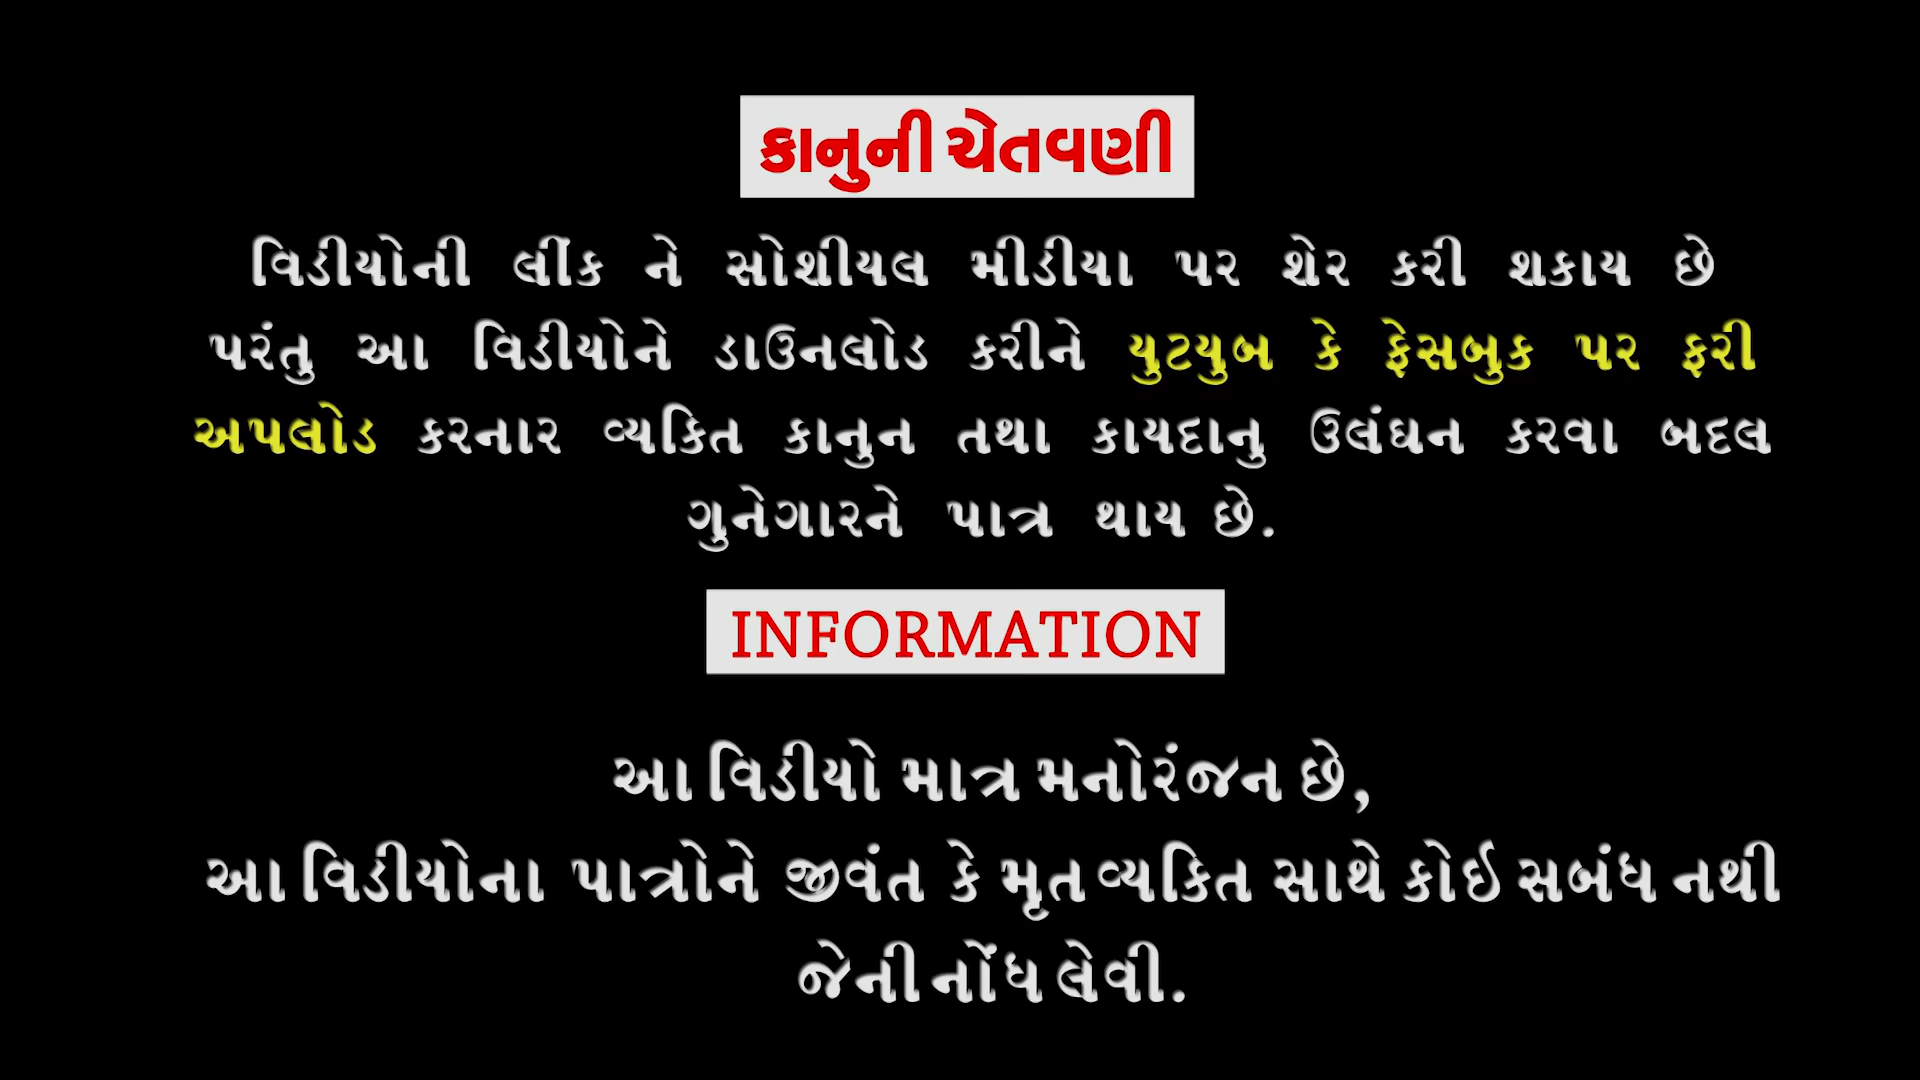 કાનુની ચેતવણી
વિડીયોની લીંક ને સોશીયલ મીડીયા પર શેર કરી શકાય છે
પરંતુ આ વિડીયોને ડાઉનલોડ કરીને યુટયુબ કે ફેસબુક પર ફરી
અપલોડ કરનાર વ્યકિત કાનુન તથા કાયદાનુ ઉલંઘન કરવા બદલ
ગુનેગારને પાત્ર થાય છે.
INFORMATION
આ વિડીયો માત્ર મનોરંજન છે,
આ વિડીયોના પાત્રોને જીવંત કે મૃત વ્યકિત સાથે કોઈ સબંધ નથી
જેની નોંધ લેવી.